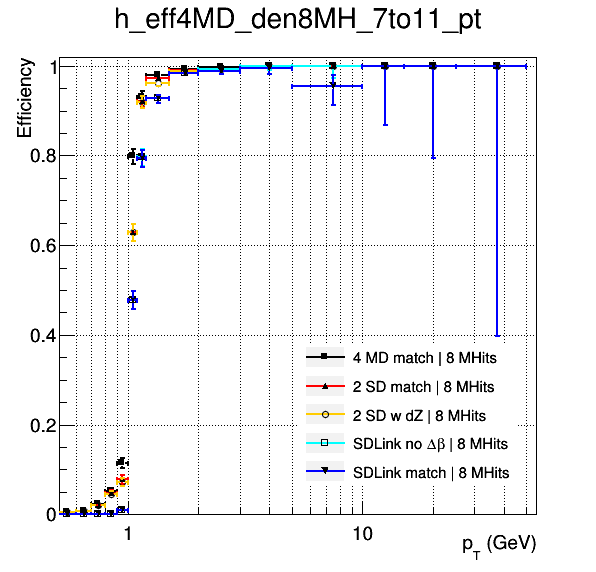 h_eff4MD_den8MH_7to11_pt
Efficiency
1
0.8
0.6
0.4
0.2
0
4 MD match | 8 MHits
2 SD match | 8 MHits
2 SD w dZ | 8 MHits
SDLink no Δβ | 8 MHits
SDLink match | 8 MHits
1
10
p_T (GeV)